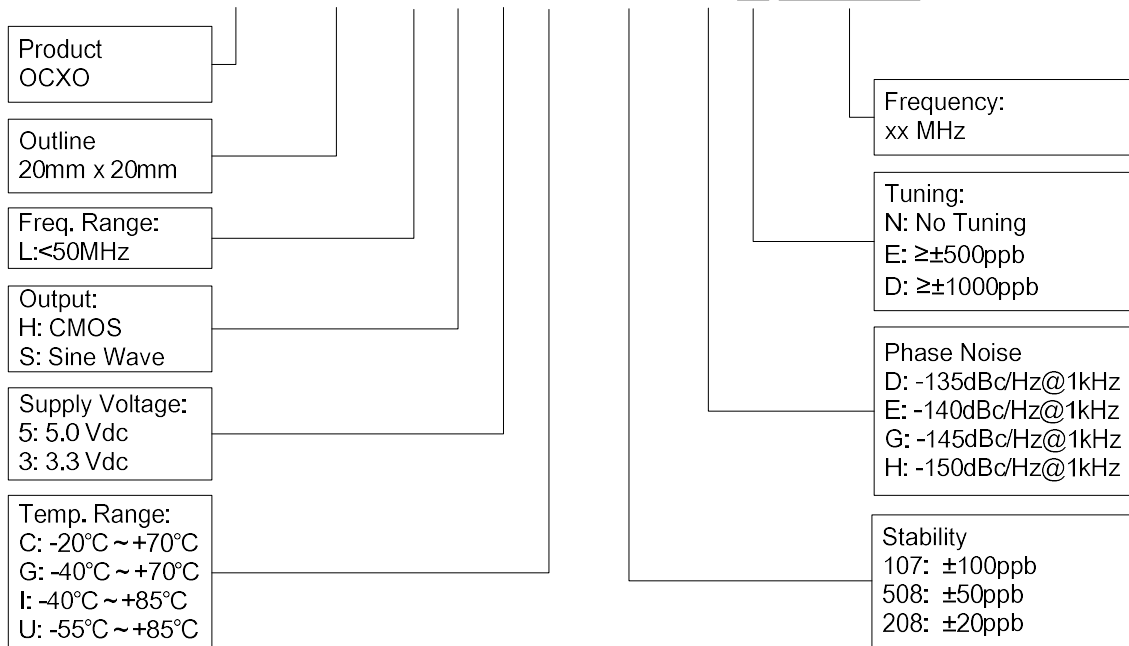 Product
OCXO
Outline
20mm x 20mm
Freq. Range:
L:<50MHz
Output:
H: CMOS
S: Sine Wave
Supply Voltage:
5: 5.0 Vdc
3: 3.3 Vdc
Temp. Range:
C: -20°C ~ +70°C
G: -40°C ~ +70°C
I: -40°C ~ +85°C
U: -55°C ~ +85°C
Frequency:
xx MHz
Tuning:
N: No Tuning
E: ≥±500ppb
D: ≥±1000ppb
Phase Noise
D: -135dBc/Hz@1kHz
E: -140dBc/Hz@1kHz
G: -145dBc/Hz@1kHz
H: -150dBc/Hz@1kHz
Stability
107: ±100ppb
508: ±50ppb
208: ±20ppb